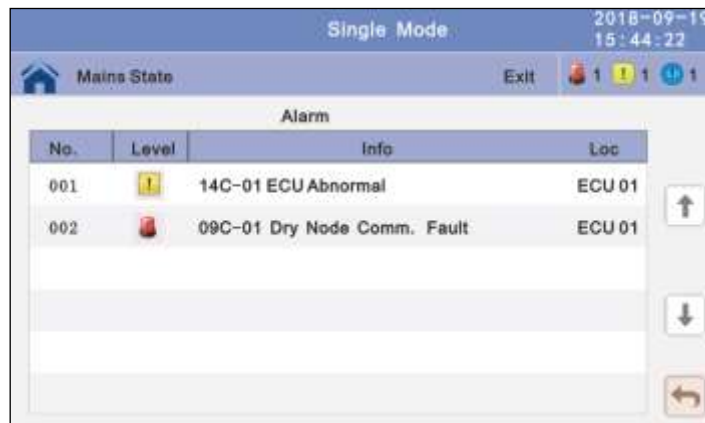 Single Mode
2018-09-19
15:44:22
Mains State Exit 1 1 1
Alarm
No. Level Info Loc
001 ! 14C-01 ECU Abnormal ECU 01
002 09C-01 Dry Node Comm. Fault ECU 01